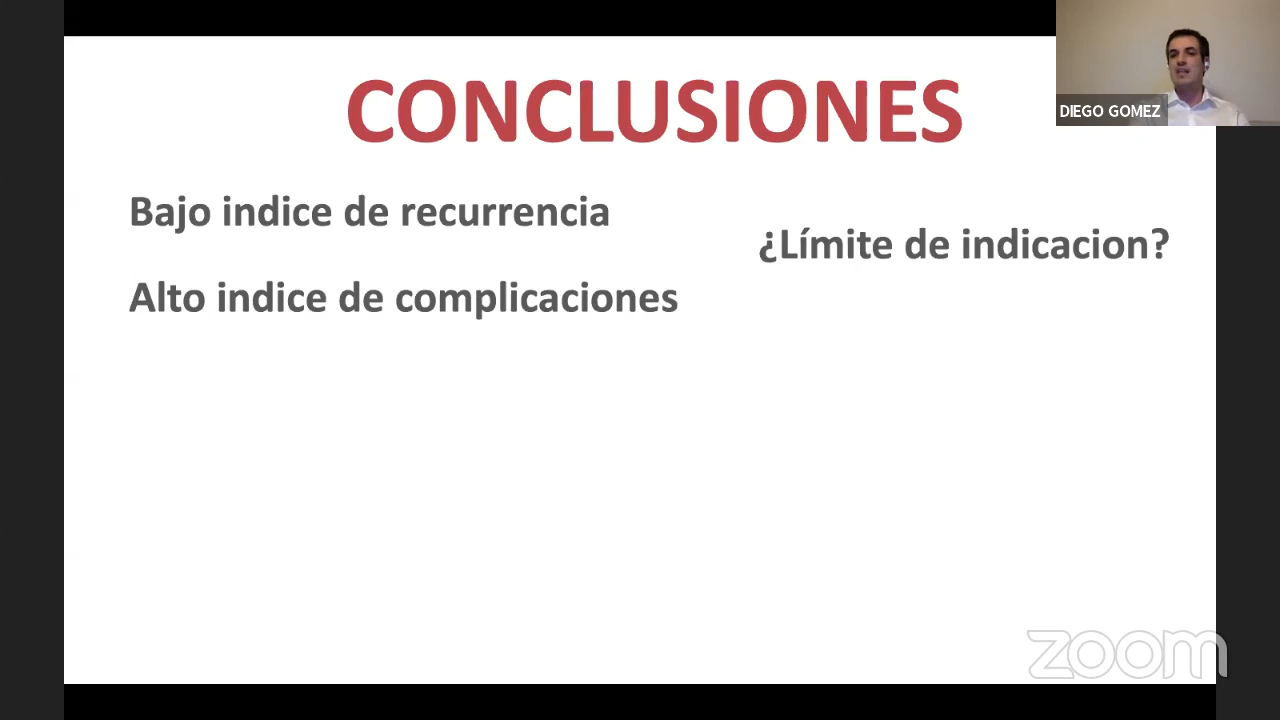 CONCLUSIONES
DIEGO GOMEZ
Bajo indice de recurrencia
¿Límite de indicacion?
Alto indice de complicaciones
zoom